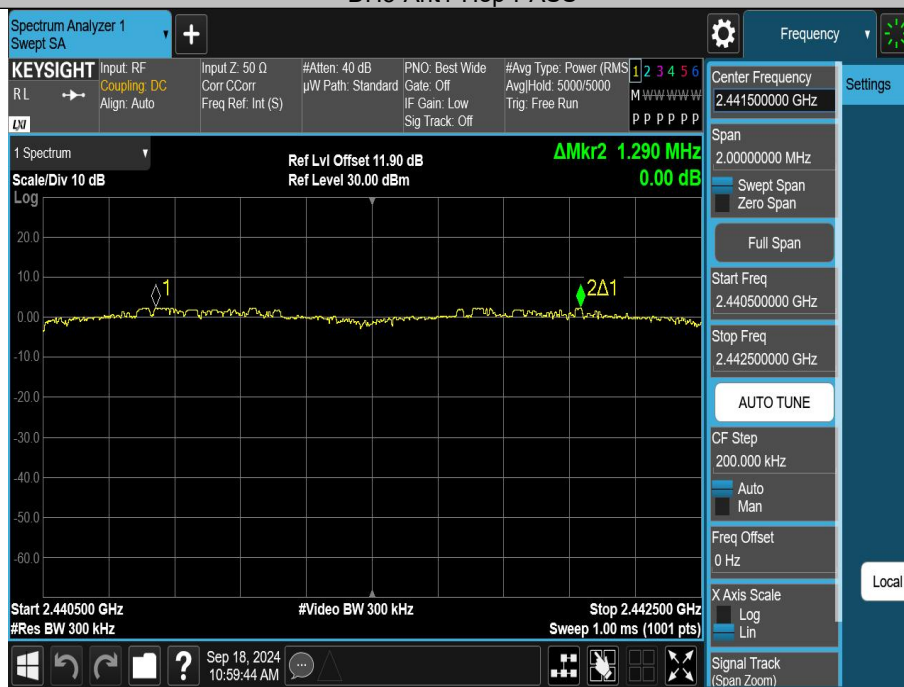 Spectrum Analyzer 1
Swept SA
Frequency
KEYSIGHT
RL
LXI
Input: RF
Coupling: DC
Align: Auto
Input Z: 50 Ω
Corr CCorr
Freq Ref: Int (S)
#Atten: 40 dB
µW Path: Standard
PNO: Best Wide
Gate: Off
IF Gain: Low
Sig Track: Off
#Avg Type: Power (RMS
Avg|Hold: 5000/5000
Trig: Free Run
1 2 3 4 5 6
M W W W W W
P P P P P P
Center Frequency
2.441500000 GHz
Settings
Span
2.00000000 MHz
Swept Span
Zero Span
Full Span
Start Freq
2.440500000 GHz
Stop Freq
2.442500000 GHz
AUTO TUNE
CF Step
200.000 kHz
Auto
Man
Freq Offset
0 Hz
X Axis Scale
Log
Lin
Signal Track
(Span Zoom)
Local
1 Spectrum
Scale/Div 10 dB
Ref Lvl Offset 11.90 dB
Ref Level 30.00 dBm
ΔMkr2 1.290 MHz
0.00 dB
Log
20.0
10.0
0.00
-10.0
-20.0
-30.0
-40.0
-50.0
-60.0
1
2Δ1
Start 2.440500 GHz
#Res BW 300 kHz
#Video BW 300 kHz
Stop 2.442500 GHz
Sweep 1.00 ms (1001 pts)
?
Sep 18, 2024
10:59:44 AM